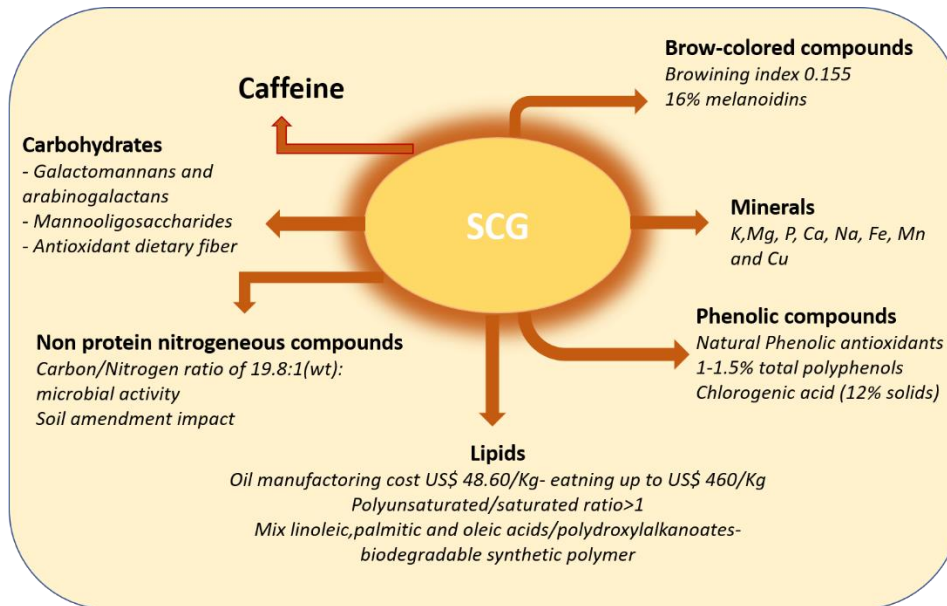 Brow-colored compounds
Browining index 0.155
16% melanoidins
Caffeine
Carbohydrates
- Galactomannans and
arabinogalactans
- Mannooligosaccharides
- Antioxidant dietary fiber
SCG
Minerals
K,Mg, P, Ca, Na, Fe, Mn
and Cu
Non protein nitrogeneous compounds
Carbon/Nitrogen ratio of 19.8:1(wt):
microbial activity
Soil amendment impact
Phenolic compounds
Natural Phenolic antioxidants
1-1.5% total polyphenols
Chlorogenic acid (12% solids)
Lipids
Oil manufactoring cost US$ 48.60/Kg- eatning up to US$ 460/Kg
Polyunsaturated/saturated ratio>1
Mix linoleic,palmitic and oleic acids/polydroxylalkanoates-
biodegradable synthetic polymer